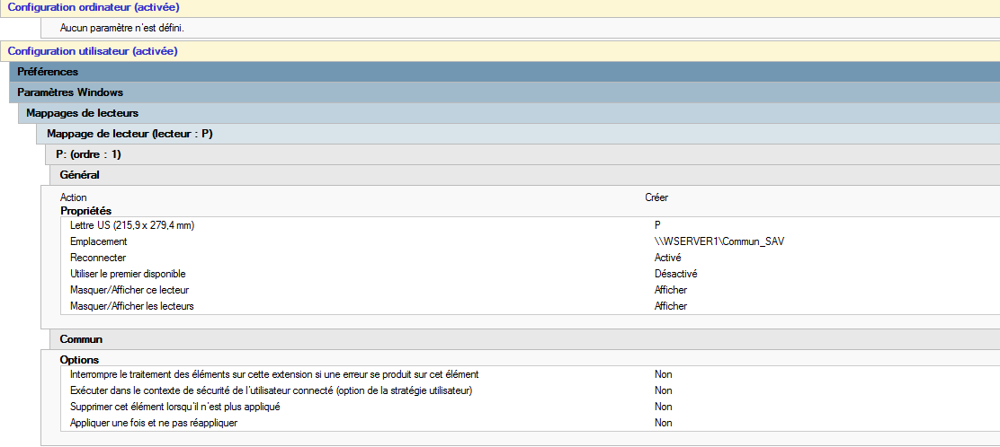 Configuration ordinateur (activée)
Aucun paramètre n'est défini.
Configuration utilisateur (activée)
Préférences
Paramètres Windows
Mappages de lecteurs
Mappage de lecteur (lecteur : P)
P: (ordre : 1)
Général
Action Créer
Propriétés
Lettre US (215,9 x 279,4 mm) P
Emplacement \\WSERVER1\Commun_SAV
Reconnecter Activé
Utiliser le premier disponible Désactivé
Masquer/Afficher ce lecteur Afficher
Masquer/Afficher les lecteurs Afficher
Commun
Options
Interrompre le traitement des éléments sur cette extension si une erreur se produit sur cet élément Non
Exécuter dans le contexte de sécurité de l'utilisateur connecté (option de la stratégie utilisateur) Non
Supprimer cet élément lorsqu'il n'est plus appliqué Non
Appliquer une fois et ne pas réappliquer Non